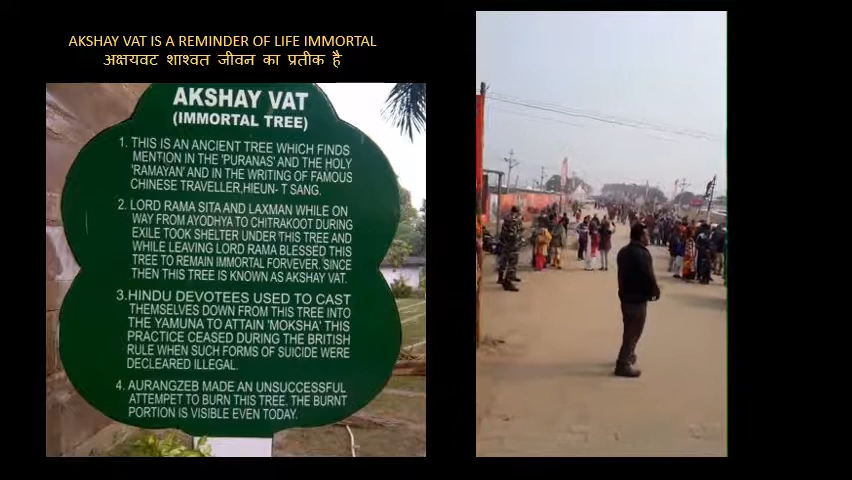 AKSHAY VAT IS A REMINDER OF LIFE IMMORTAL
अक्षयवट शाश्वत जीवन का प्रतीक है
AKSHAY VAT
(IMMORTAL TREE)
1. THIS IS AN ANCIENT TREE WHICH FINDS
MENTION IN THE 'PURANAS' AND THE HOLY
'RAMAYAN' AND IN THE WRITING OF FAMOUS
CHINESE TRAVELLER,HIEUN- T SANG.
2. LORD RAMA SITA AND LAXMAN WHILE ON
WAY FROM AYODHYA TO CHITRAKOOT DURING
EXILE TOOK SHELTER UNDER THIS TREE AND
WHILE LEAVING LORD RAMA BLESSED THIS
TREE TO REMAIN IMMORTAL FORVEVER. SINCE
THEN THIS TREE IS KNOWN AS AKSHAY VAT.
3.HINDU DEVOTEES USED TO CAST
THEMSELVES DOWN FROM THIS TREE INTO
THE YAMUNA TO ATTAIN 'MOKSHA' THIS
PRACTICE CEASED DURING THE BRITISH
RULE WHEN SUCH FORMS OF SUICIDE WERE
DECLEARED ILLEGAL.
4. AURANGZEB MADE AN UNSUCCESSFUL
ATTEMPET TO BURN THIS TREE. THE BURNT
PORTION IS VISIBLE EVEN TODAY.